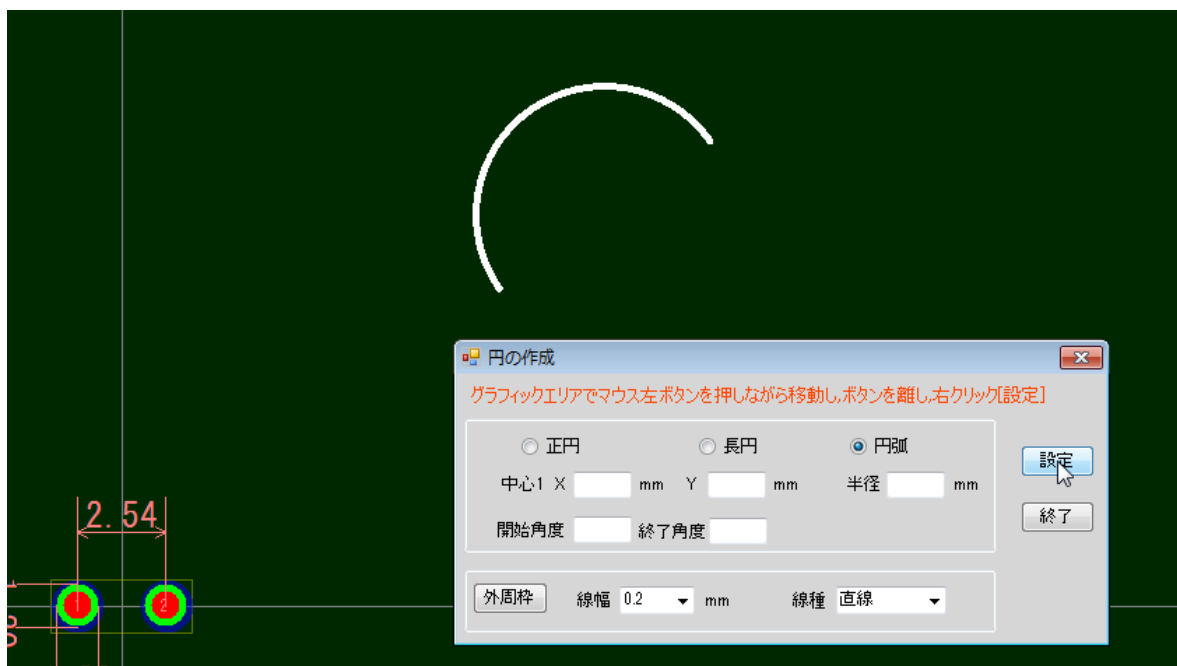 円の作成
グラフィックエリアでマウス左ボタンを押しながら移動し,ボタンを離し,右クリック[設定]
正円 長円 円弧
設定
中心1 X mm Y mm 半径 mm
2.54
終了
開始角度 終了角度
外周枠 線幅 0.2 mm 線種 直線
1 2